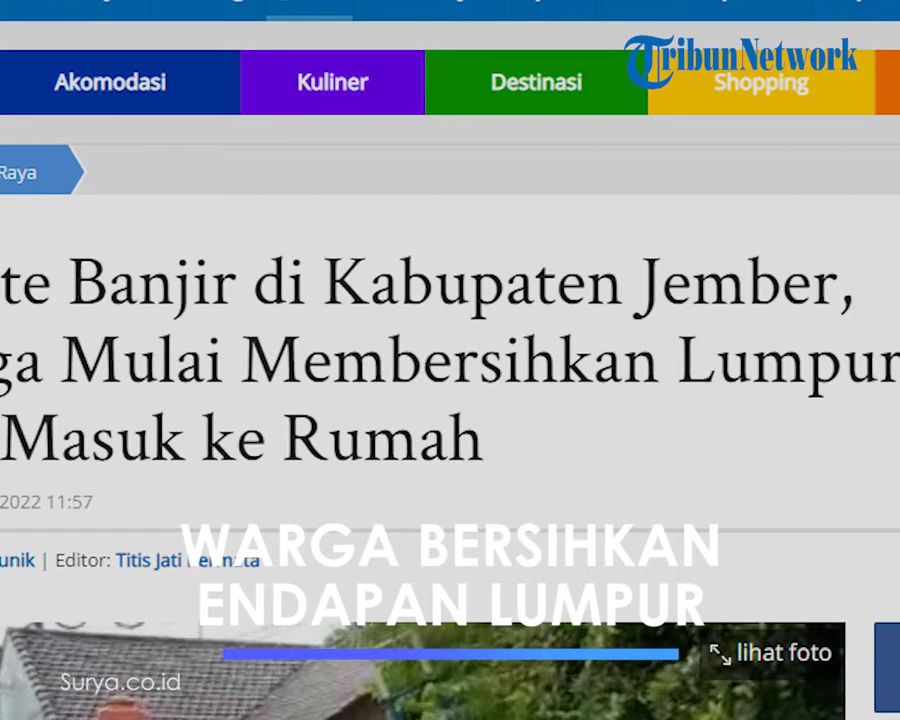 TribunNetwork
Akomodasi
Kuliner
Destinasi
Shopping
Raya
te Banjir di Kabupaten Jember,
ga Mulai Membersihkan Lumpur
Masuk ke Rumah
2022 11:57
unik | Editor: Titis Jati
WARGA BERSIHKAN
ENDAPAN LUMPUR
lihat foto
Surya.co.id